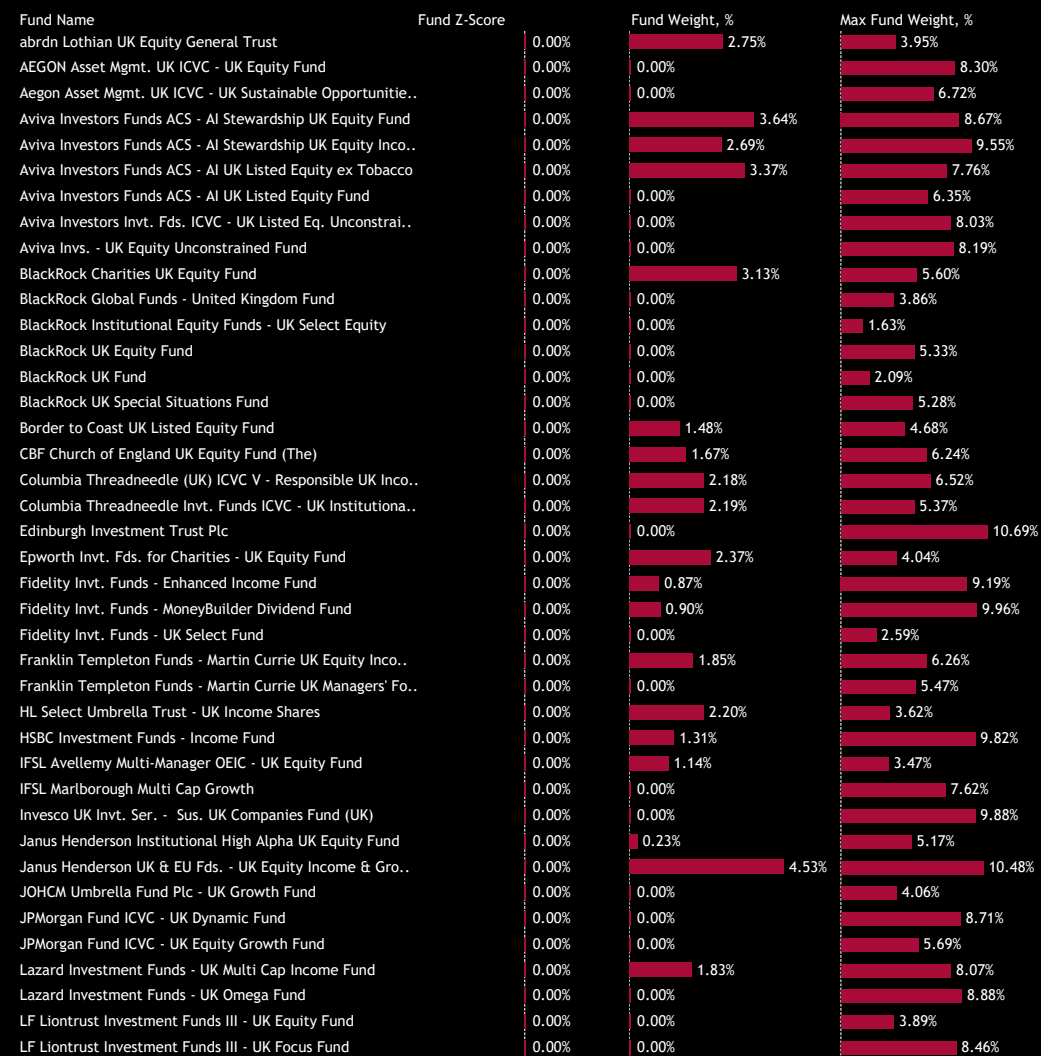 Fund Name Fund Z-Score Fund Weight, % Max Fund Weight, %
abrdn Lothian UK Equity General Trust 0.00% 2.75% 3.95%
AEGON Asset Mgmt. UK ICVC - UK Equity Fund 0.00% 0.00% 8.30%
Aegon Asset Mgmt. UK ICVC - UK Sustainable Opportunitie.. 0.00% 0.00% 6.72%
Aviva Investors Funds ACS - AI Stewardship UK Equity Fund 0.00% 3.64% 8.67%
Aviva Investors Funds ACS - AI Stewardship UK Equity Inco.. 0.00% 2.69% 9.55%
Aviva Investors Funds ACS - AI UK Listed Equity ex Tobacco 0.00% 3.37% 7.76%
Aviva Investors Funds ACS - AI UK Listed Equity Fund 0.00% 0.00% 6.35%
Aviva Investors Invt. Fds. ICVC - UK Listed Eq. Unconstrai.. 0.00% 0.00% 8.03%
Aviva Invs. - UK Equity Unconstrained Fund 0.00% 0.00% 8.19%
BlackRock Charities UK Equity Fund 0.00% 3.13% 5.60%
BlackRock Global Funds - United Kingdom Fund 0.00% 0.00% 3.86%
BlackRock Institutional Equity Funds - UK Select Equity 0.00% 0.00% 1.63%
BlackRock UK Equity Fund 0.00% 0.00% 5.33%
BlackRock UK Fund 0.00% 0.00% 2.09%
BlackRock UK Special Situations Fund 0.00% 0.00% 5.28%
Border to Coast UK Listed Equity Fund 0.00% 1.48% 4.68%
CBF Church of England UK Equity Fund (The) 0.00% 1.67% 6.24%
Columbia Threadneedle (UK) ICVC V - Responsible UK Inco.. 0.00% 2.18% 6.52%
Columbia Threadneedle Invt. Funds ICVC - UK Institutiona.. 0.00% 2.19% 5.37%
Edinburgh Investment Trust Plc 0.00% 0.00% 10.69%
Epworth Invt. Fds. for Charities - UK Equity Fund 0.00% 2.37% 4.04%
Fidelity Invt. Funds - Enhanced Income Fund 0.00% 0.87% 9.19%
Fidelity Invt. Funds - MoneyBuilder Dividend Fund 0.00% 0.90% 9.96%
Fidelity Invt. Funds - UK Select Fund 0.00% 0.00% 2.59%
Franklin Templeton Funds - Martin Currie UK Equity Inco.. 0.00% 1.85% 6.26%
Franklin Templeton Funds - Martin Currie UK Managers' Fo.. 0.00% 0.00% 5.47%
HL Select Umbrella Trust - UK Income Shares 0.00% 2.20% 3.62%
HSBC Investment Funds - Income Fund 0.00% 1.31% 9.82%
IFSL Avellemy Multi-Manager OEIC - UK Equity Fund 0.00% 1.14% 3.47%
IFSL Marlborough Multi Cap Growth 0.00% 0.00% 7.62%
Invesco UK Invt. Ser. - Sus. UK Companies Fund (UK) 0.00% 0.00% 9.88%
Janus Henderson Institutional High Alpha UK Equity Fund 0.00% 0.23% 5.17%
Janus Henderson UK & EU Fds. - UK Equity Income & Gro.. 0.00% 4.53% 10.48%
JOHCM Umbrella Fund Plc - UK Growth Fund 0.00% 0.00% 4.06%
JPMorgan Fund ICVC - UK Dynamic Fund 0.00% 0.00% 8.71%
JPMorgan Fund ICVC - UK Equity Growth Fund 0.00% 0.00% 5.69%
Lazard Investment Funds - UK Multi Cap Income Fund 0.00% 1.83% 8.07%
Lazard Investment Funds - UK Omega Fund 0.00% 0.00% 8.88%
LF Liontrust Investment Funds III - UK Equity Fund 0.00% 0.00% 3.89%
LF Liontrust Investment Funds III - UK Focus Fund 0.00% 0.00% 8.46%